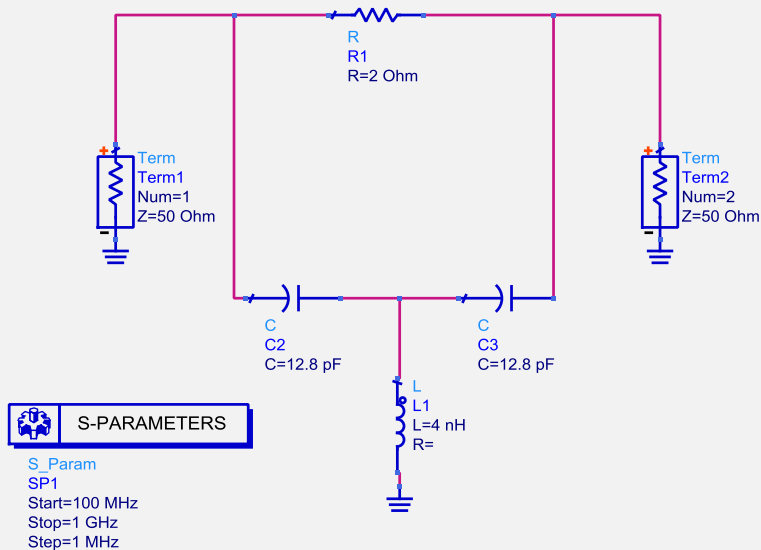 R
R1
R=2 Ohm
+
Term
Term1
Num=1
Z=50 Ohm
-
+
Term
Term2
Num=2
Z=50 Ohm
-
C
C2
C=12.8 pF
C
C3
C=12.8 pF
L
L1
L=4 nH
R=
S-PARAMETERS
S_Param
SP1
Start=100 MHz
Stop=1 GHz
Step=1 MHz